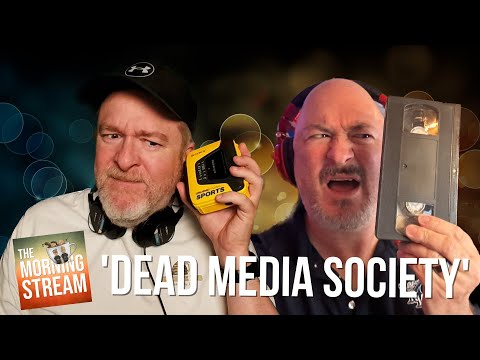 SPORTS
THE
MORNING
STREAM
'DEAD MEDIA SOCIETY'